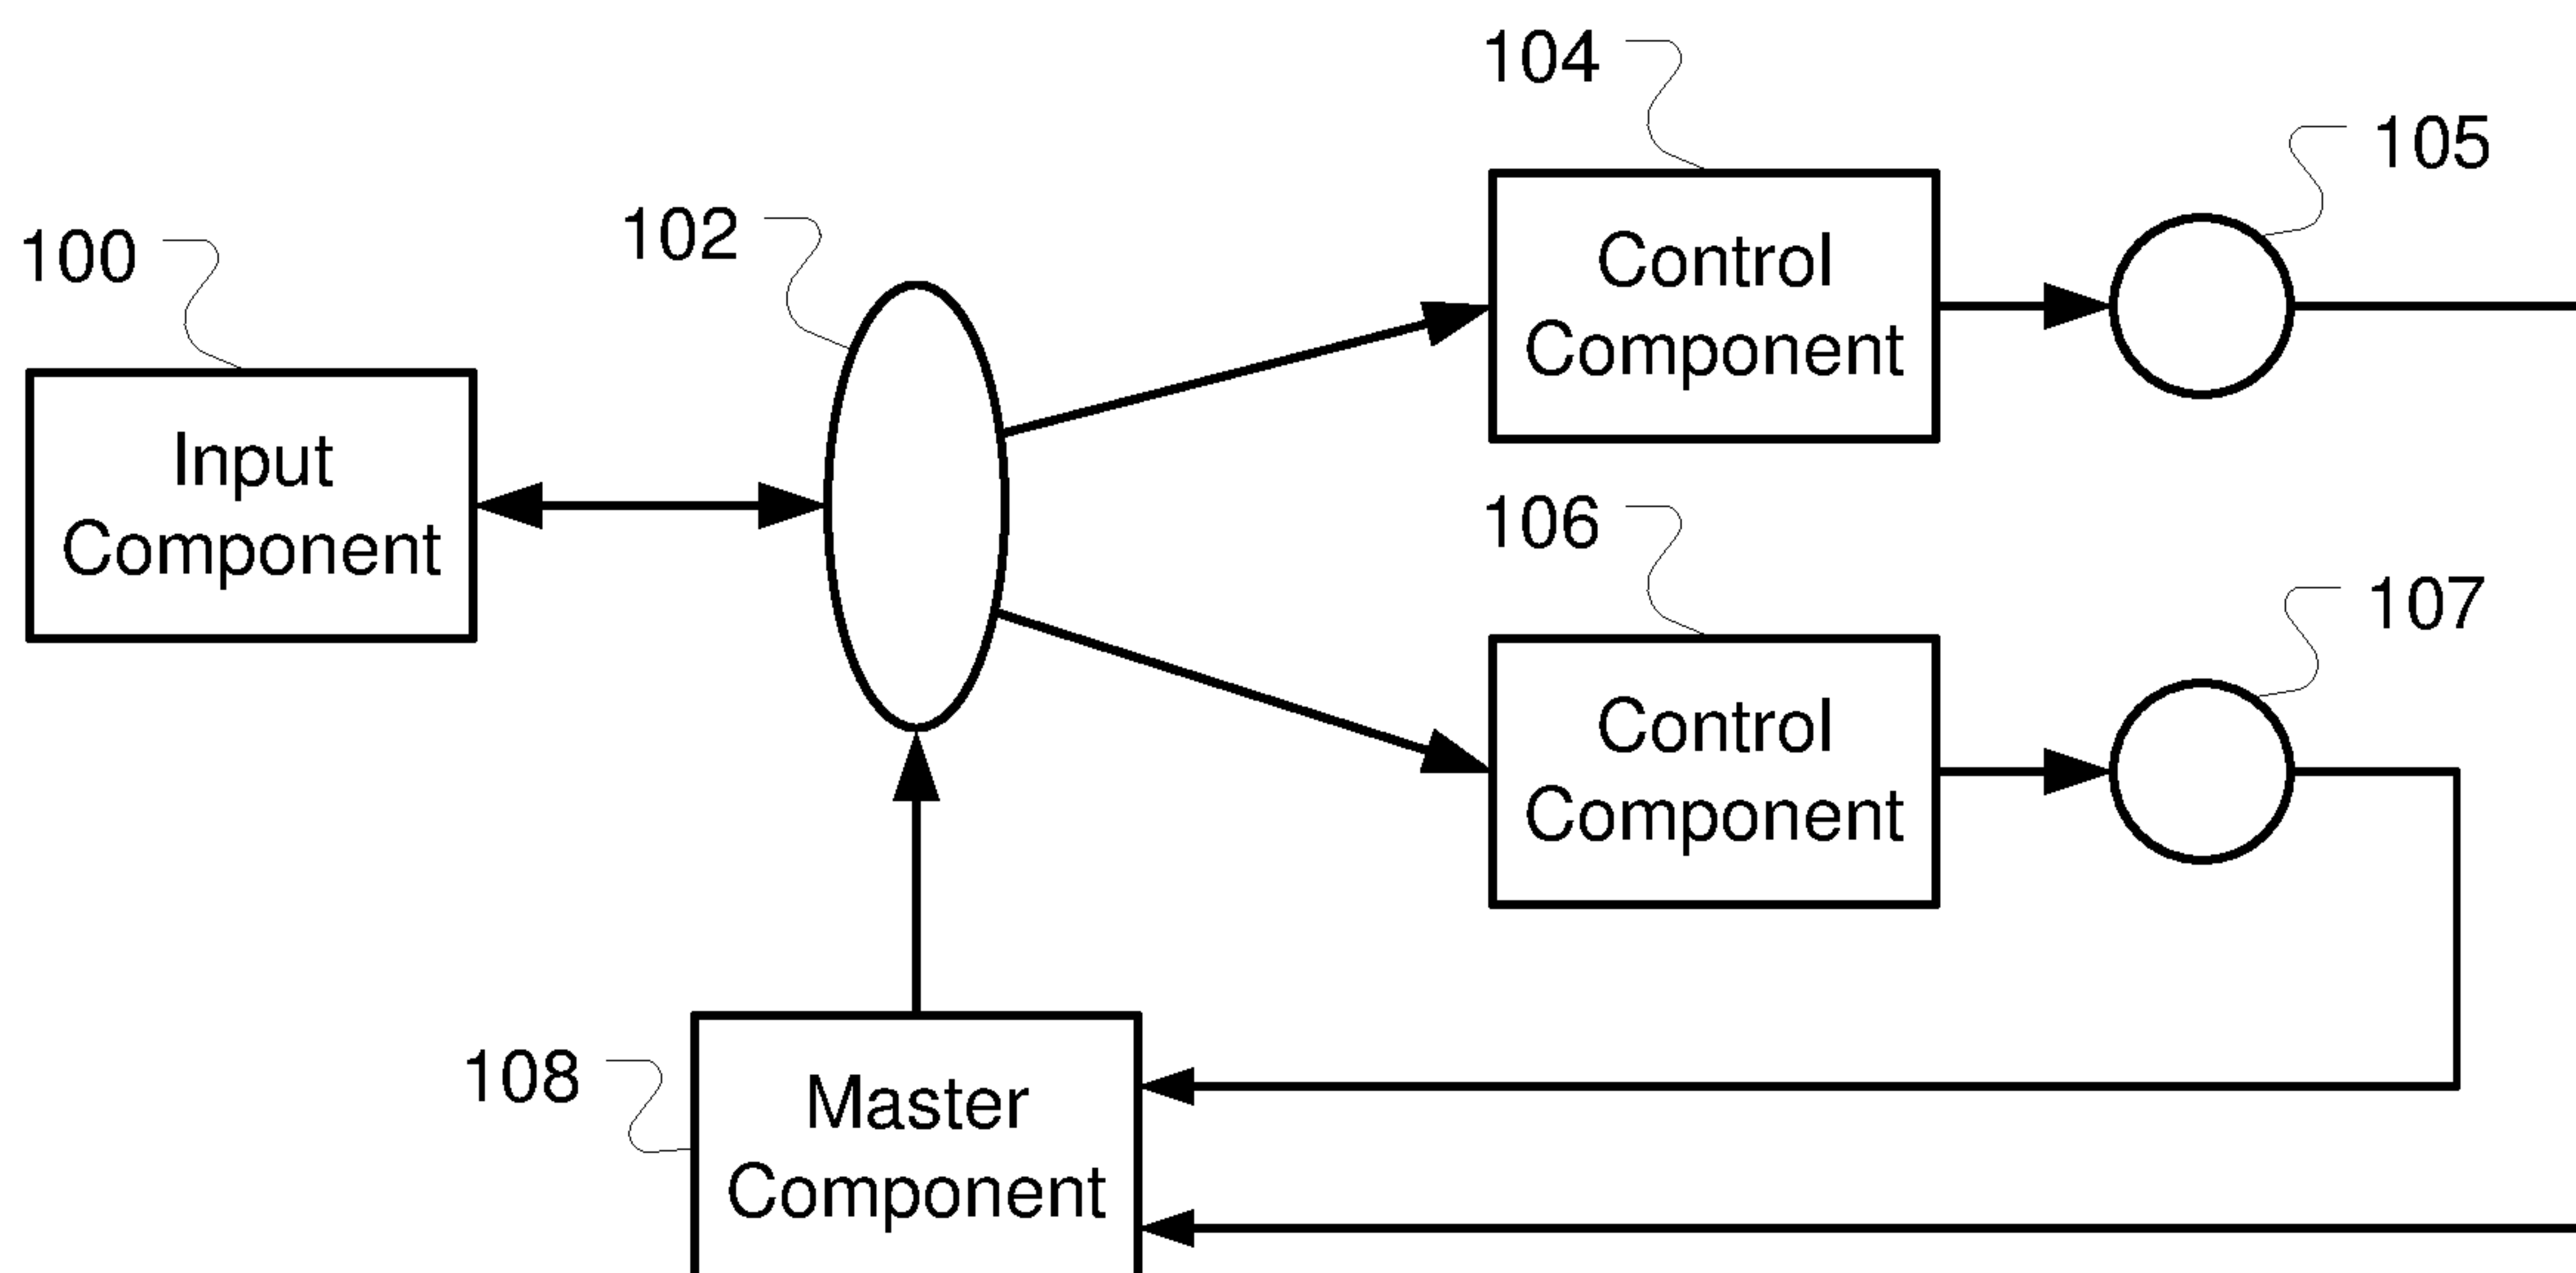 104
105
Control
Component
102
100
Input
Component
106
107
Control
Component
108
Master
Component